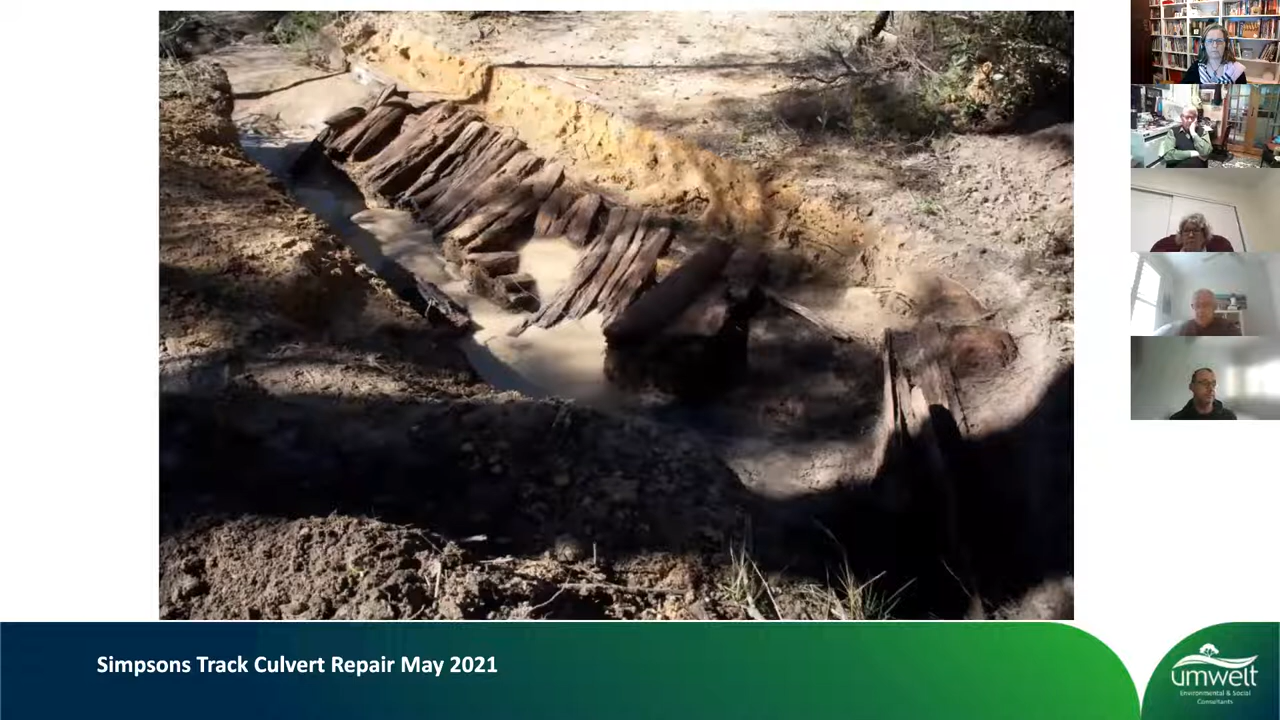 Simpsons Track Culvert Repair May 2021
umwelt
Environmental & Social
Consultants